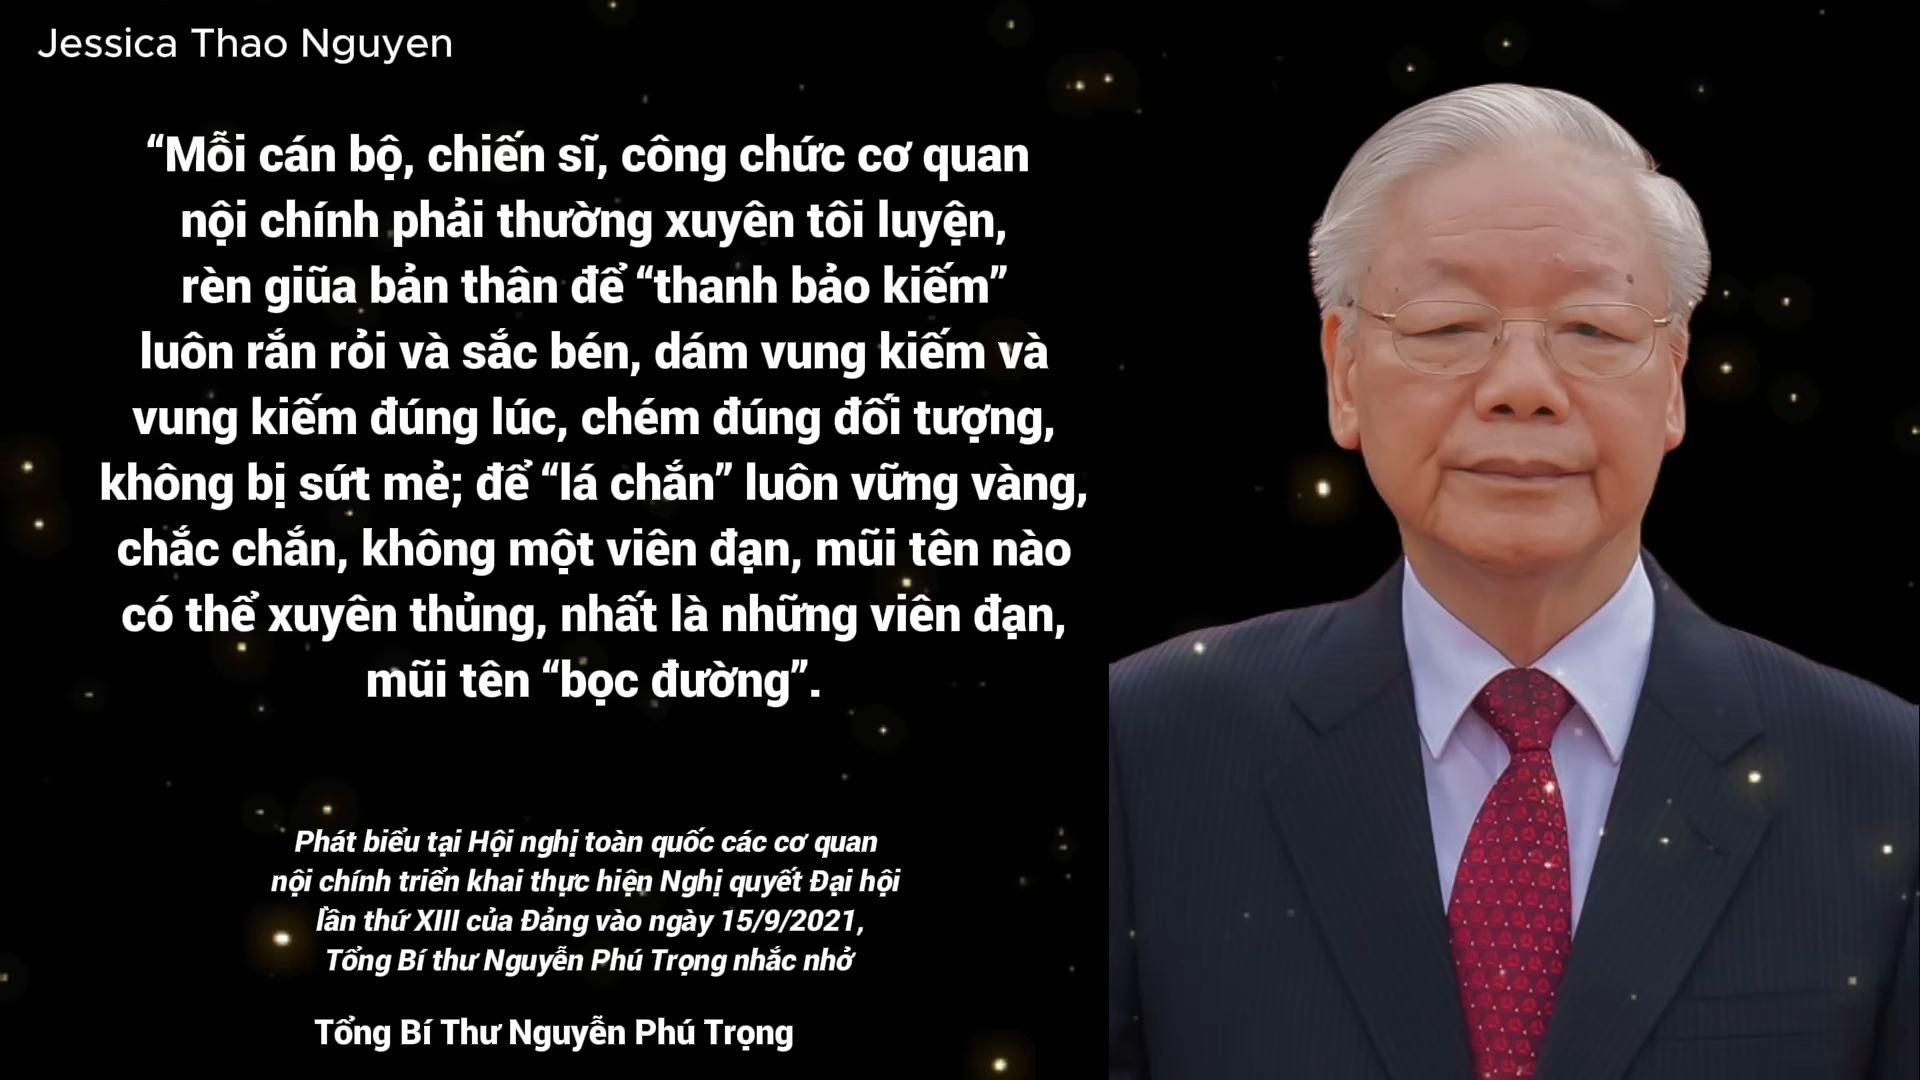 Jessica Thao Nguyen
“Mỗi cán bộ, chiến sĩ, công chức cơ quan
nội chính phải thường xuyên tôi luyện,
rèn giũa bản thân để “thanh bảo kiếm”
luôn rắn rỏi và sắc bén, dám vung kiếm và
vung kiếm đúng lúc, chém đúng đối tượng,
không bị sứt mẻ; để “lá chắn” luôn vững vàng,
chắc chắn, không một viên đạn, mũi tên nào
có thể xuyên thủng, nhất là những viên đạn,
mũi tên “bọc đường”.
Phát biểu tại Hội nghị toàn quốc các cơ quan
nội chính triển khai thực hiện Nghị quyết Đại hội
lần thứ XIII của Đảng vào ngày 15/9/2021,
Tổng Bí thư Nguyễn Phú Trọng nhắc nhở
Tổng Bí Thư Nguyễn Phú Trọng